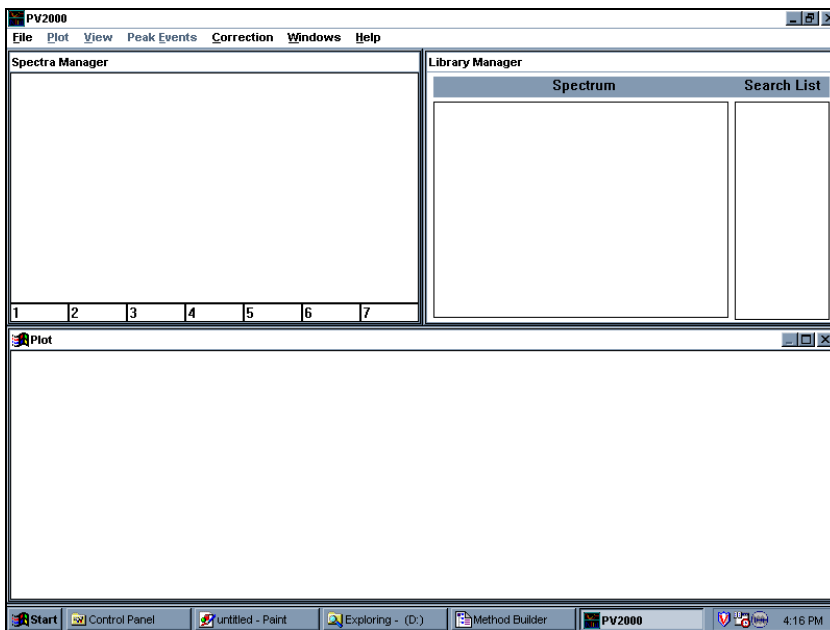 PV2000
File Plot View Peak Events Correction Windows Help
Spectra Manager
Library Manager
Spectrum Search List
1 2 3 4 5 6 7
Plot
Start Control Panel untitled - Paint Exploring - (D:) Method Builder PV2000 4:16 PM